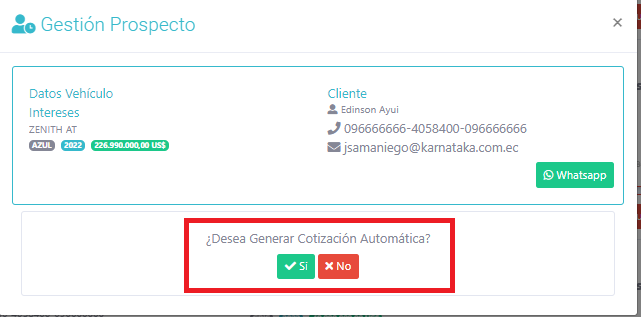 Gestión Prospecto
×
Datos Vehículo
Intereses
ZENITH AT
AZUL 2022 226.990.000,00 US$
Cliente
Edinson Ayui
096666666-4058400-096666666
jsamaniego@karnataka.com.ec
Whatsapp
¿Desea Generar Cotización Automática?
Si No